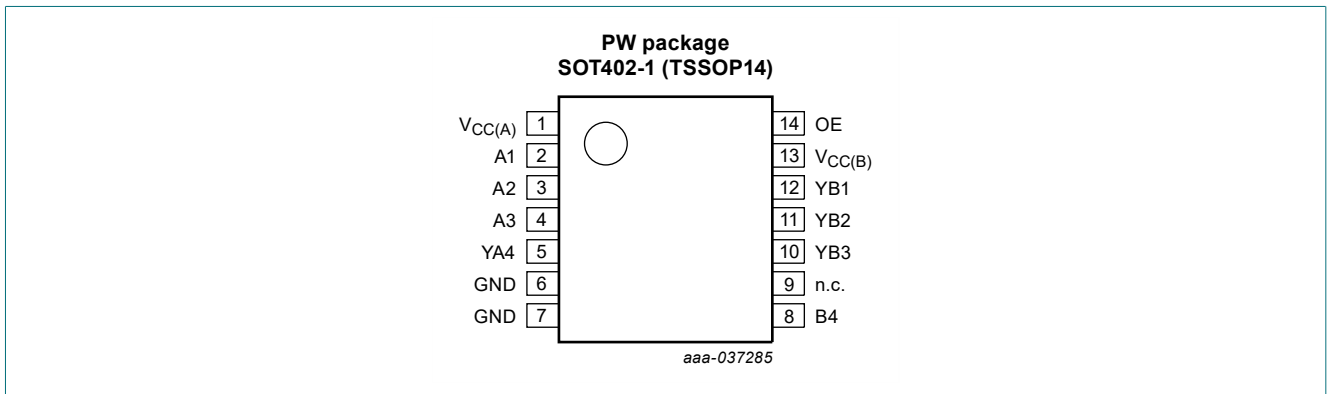 PW package
SOT402-1 (TSSOP14)
VCC(A) 1 14 OE
A1 2 13 VCC(B)
A2 3 12 YB1
A3 4 11 YB2
YA4 5 10 YB3
GND 6 9 n.c.
GND 7 8 B4
aaa-037285